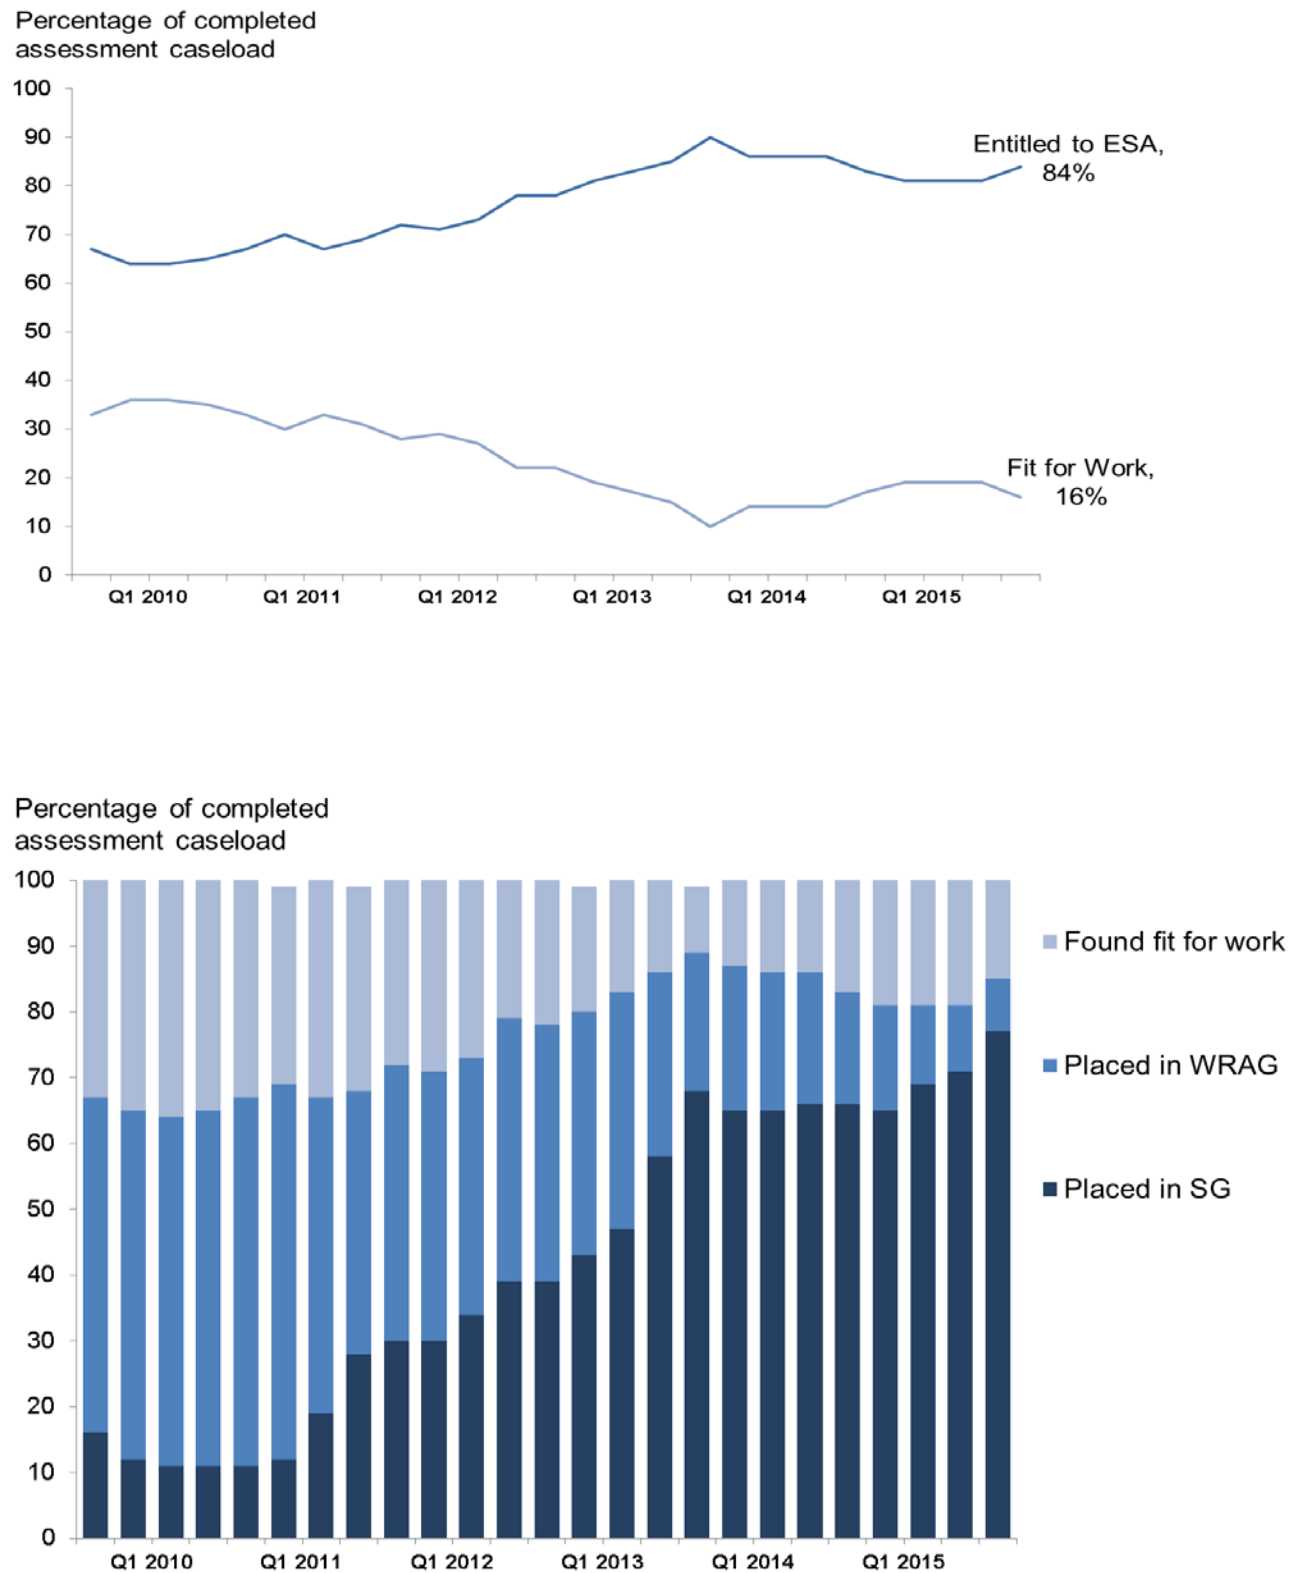 Percentage of completed
assessment caseload
100
90
80
70
60
50
40
30
20
10
0
Entitled to ESA,
84%
Fit for Work,
16%
Q1 2010 Q1 2011 Q1 2012 Q1 2013 Q1 2014 Q1 2015
Percentage of completed
assessment caseload
100
90
80
70
60
50
40
30
20
10
0
Found fit for work
Placed in WRAG
Placed in SG
Q1 2010 Q1 2011 Q1 2012 Q1 2013 Q1 2014 Q1 2015